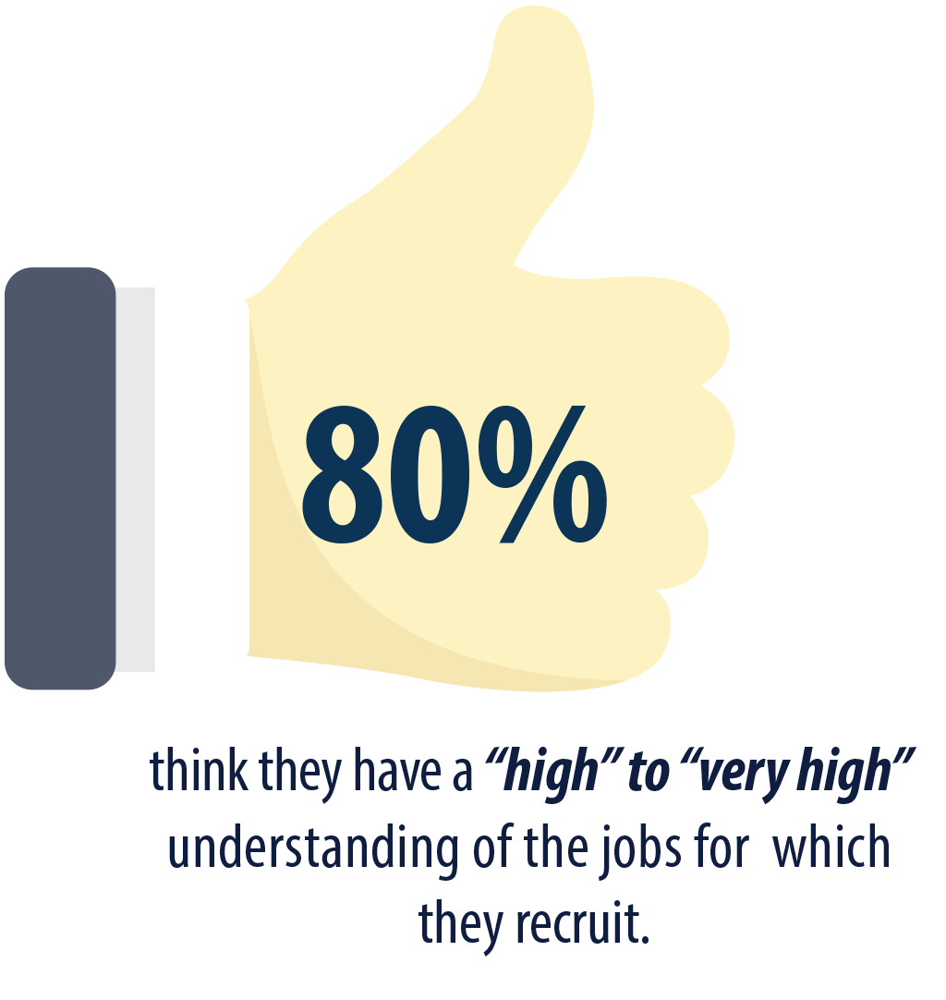 80%
think they have a “high” to “very high”
understanding of the jobs for which
they recruit.